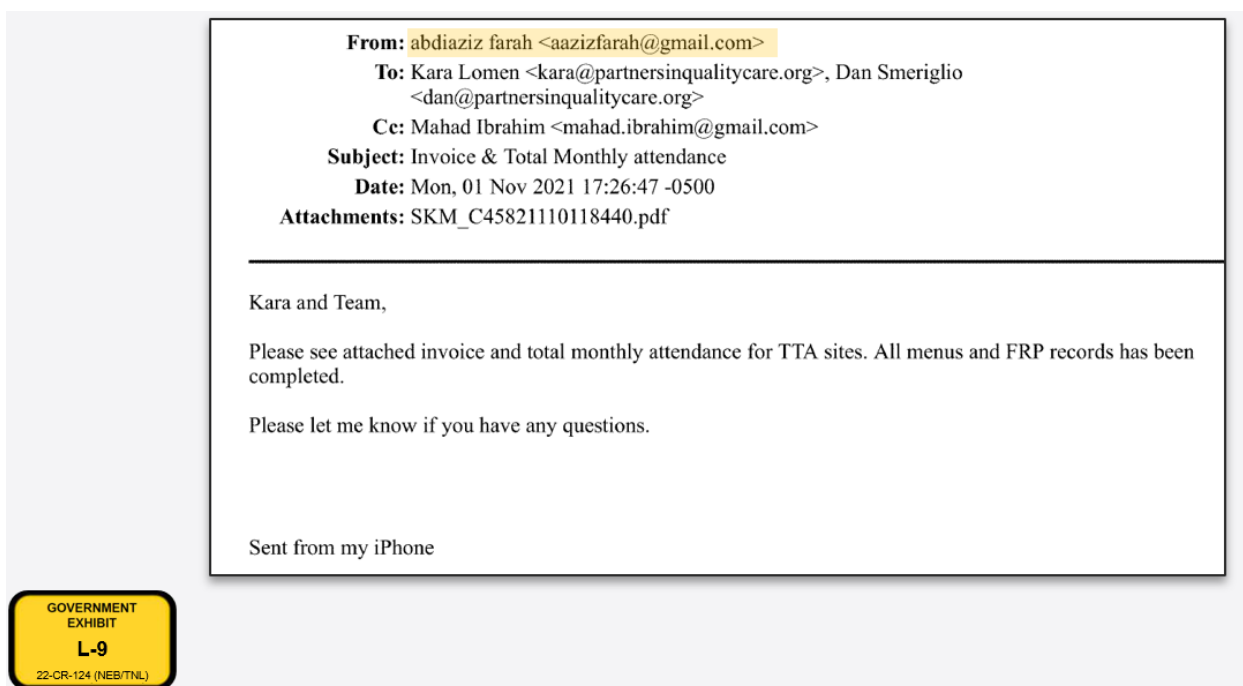 From: abdiaziz farah <aazizfarah@gmail.com>
To: Kara Lomen <kara@partnersinqualitycare.org>, Dan Smeriglio
<dan@partnersinqualitycare.org>
Cc: Mahad Ibrahim <mahad.ibrahim@gmail.com>
Subject: Invoice & Total Monthly attendance
Date: Mon, 01 Nov 2021 17:26:47 -0500
Attachments: SKM_C45821110118440.pdf
Kara and Team,
Please see attached invoice and total monthly attendance for TTA sites. All menus and FRP records has been
completed.
Please let me know if you have any questions.
Sent from my iPhone
GOVERNMENT
EXHIBIT
L-9
22-CR-124 (NEB/TNL)